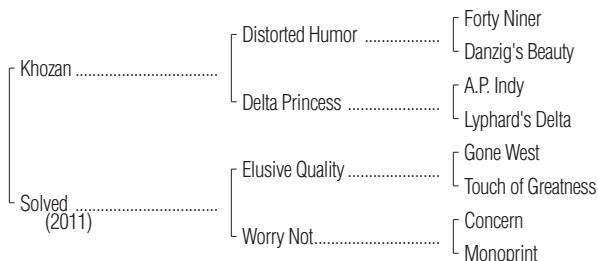 Forty Niner
Distorted Humor ....................
Danzig's Beauty
Khozan .......................................
A.P. Indy
Delta Princess ........................
Lyphard's Delta
Gone West
Elusive Quality ........................
Touch of Greatness
Solved .......................................
(2011)
Concern
Worry Not.................................
Monoprint